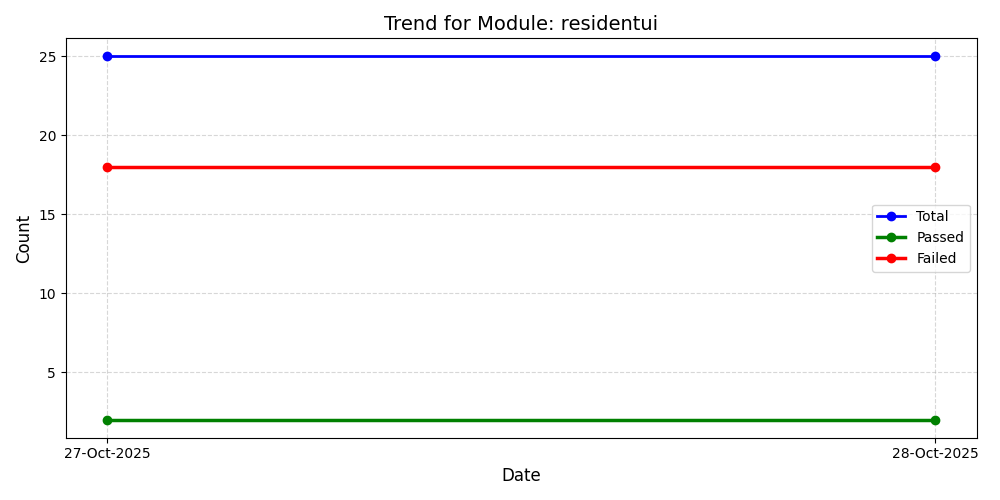 Trend for Module: residentui
Count
25
20
15
10
5
Total
Passed
Failed
27-Oct-2025
28-Oct-2025
Date